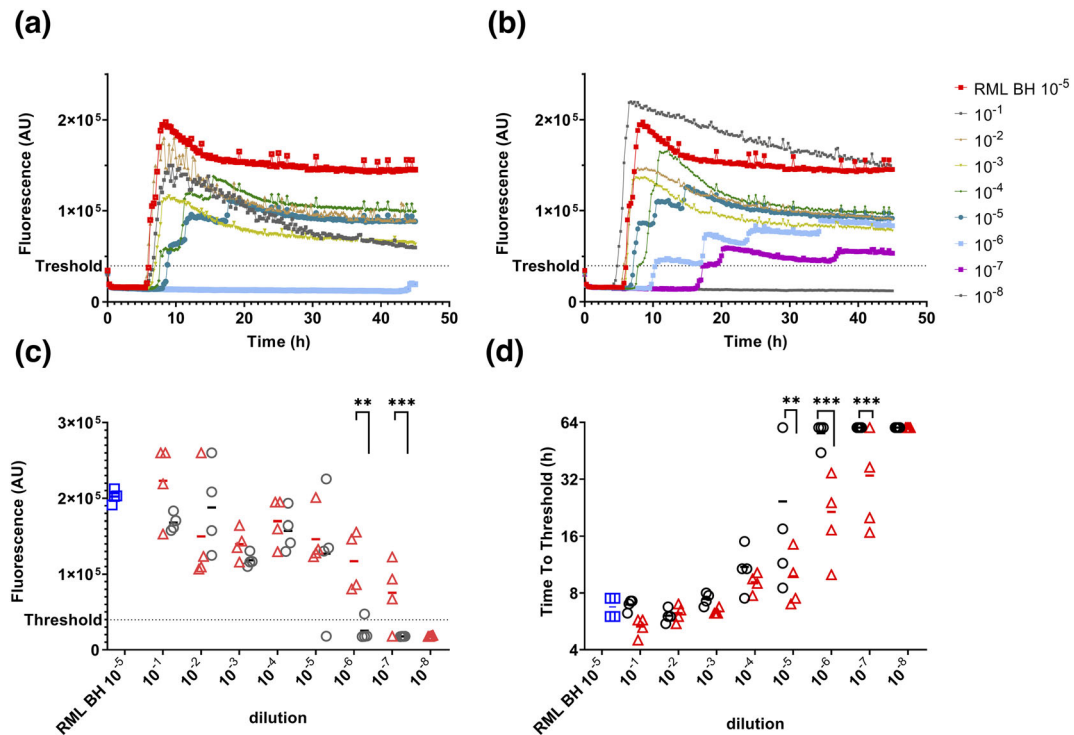 (a)
Fluorescence (AU)
2×10⁵
1×10⁵
Treshold
0
0 10 20 30 40 50
Time (h)
(b)
Fluorescence (AU)
2×10⁵
1×10⁵
Treshold
0
0 10 20 30 40 50
Time (h)
RML BH 10⁻⁵
10⁻¹
10⁻²
10⁻³
10⁻⁴
10⁻⁵
10⁻⁶
10⁻⁷
10⁻⁸
(c)
Fluorescence (AU)
3×10⁵
2×10⁵
1×10⁵
Threshold
0
** ***
RML BH 10⁻⁵ 10⁻¹ 10⁻² 10⁻³ 10⁻⁴ 10⁻⁵ 10⁻⁶ 10⁻⁷ 10⁻⁸
dilution
(d)
Time To Threshold (h)
64
32
16
8
4
** *** ***
RML BH 10⁻⁵ 10⁻¹ 10⁻² 10⁻³ 10⁻⁴ 10⁻⁵ 10⁻⁶ 10⁻⁷ 10⁻⁸
dilution